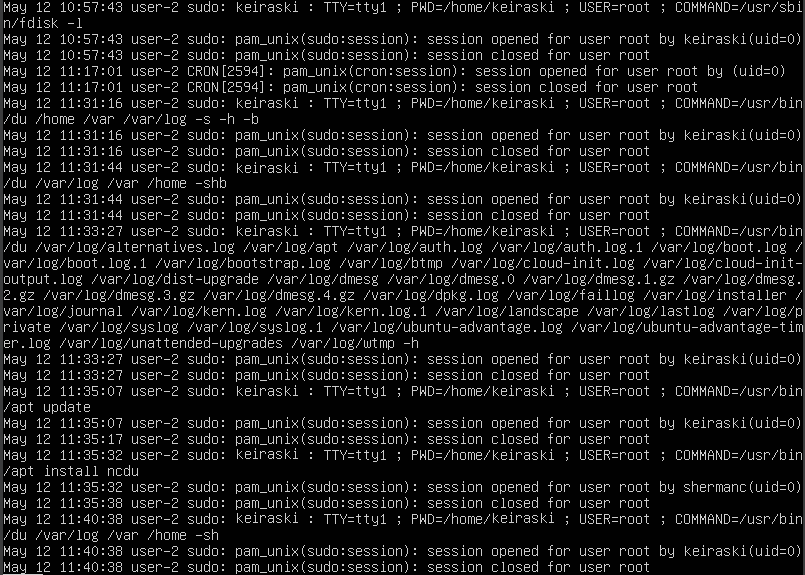 May 12 10:57:43 user-2 sudo: keiraski : TTY=tty1 ; PWD=/home/keiraski ; USER=root ; COMMAND=/usr/sbi
n/fdisk -l
May 12 10:57:43 user-2 sudo: pam_unix(sudo:session): session opened for user root by keiraski(uid=0)
May 12 10:57:43 user-2 sudo: pam_unix(sudo:session): session closed for user root
May 12 11:17:01 user-2 CRON[2594]: pam_unix(cron:session): session opened for user root by (uid=0)
May 12 11:17:01 user-2 CRON[2594]: pam_unix(cron:session): session closed for user root
May 12 11:31:16 user-2 sudo: keiraski : TTY=tty1 ; PWD=/home/keiraski ; USER=root ; COMMAND=/usr/bin
/du /home /var /var/log -s -h -b
May 12 11:31:16 user-2 sudo: pam_unix(sudo:session): session opened for user root by keiraski(uid=0)
May 12 11:31:16 user-2 sudo: pam_unix(sudo:session): session closed for user root
May 12 11:31:44 user-2 sudo: keiraski : TTY=tty1 ; PWD=/home/keiraski ; USER=root ; COMMAND=/usr/bin
/du /var/log /var /home -shb
May 12 11:31:44 user-2 sudo: pam_unix(sudo:session): session opened for user root by keiraski(uid=0)
May 12 11:31:44 user-2 sudo: pam_unix(sudo:session): session closed for user root
May 12 11:33:27 user-2 sudo: keiraski : TTY=tty1 ; PWD=/home/keiraski ; USER=root ; COMMAND=/usr/bin
/du /var/log/alternatives.log /var/log/apt /var/log/auth.log /var/log/auth.log.1 /var/log/boot.log /
var/log/boot.log.1 /var/log/bootstrap.log /var/log/btmp /var/log/cloud-init.log /var/log/cloud-init-
output.log /var/log/dist-upgrade /var/log/dmesg /var/log/dmesg.0 /var/log/dmesg.1.gz /var/log/dmesg.
2.gz /var/log/dmesg.3.gz /var/log/dmesg.4.gz /var/log/dpkg.log /var/log/faillog /var/log/installer /
var/log/journal /var/log/kern.log /var/log/kern.log.1 /var/log/landscape /var/log/lastlog /var/log/p
rivate /var/log/syslog /var/log/syslog.1 /var/log/ubuntu-advantage.log /var/log/ubuntu-advantage-tim
er.log /var/log/unattended-upgrades /var/log/wtmp -h
May 12 11:33:27 user-2 sudo: pam_unix(sudo:session): session opened for user root by keiraski(uid=0)
May 12 11:33:27 user-2 sudo: pam_unix(sudo:session): session closed for user root
May 12 11:35:07 user-2 sudo: keiraski : TTY=tty1 ; PWD=/home/keiraski ; USER=root ; COMMAND=/usr/bin
/apt update
May 12 11:35:07 user-2 sudo: pam_unix(sudo:session): session opened for user root by keiraski(uid=0)
May 12 11:35:17 user-2 sudo: pam_unix(sudo:session): session closed for user root
May 12 11:35:32 user-2 sudo: keiraski : TTY=tty1 ; PWD=/home/keiraski ; USER=root ; COMMAND=/usr/bin
/apt install ncdu
May 12 11:35:32 user-2 sudo: pam_unix(sudo:session): session opened for user root by shermanc(uid=0)
May 12 11:35:38 user-2 sudo: pam_unix(sudo:session): session closed for user root
May 12 11:40:38 user-2 sudo: keiraski : TTY=tty1 ; PWD=/home/keiraski ; USER=root ; COMMAND=/usr/bin
/du /var/log /var /home -sh
May 12 11:40:38 user-2 sudo: pam_unix(sudo:session): session opened for user root by keiraski(uid=0)
May 12 11:40:38 user-2 sudo: pam_unix(sudo:session): session closed for user root